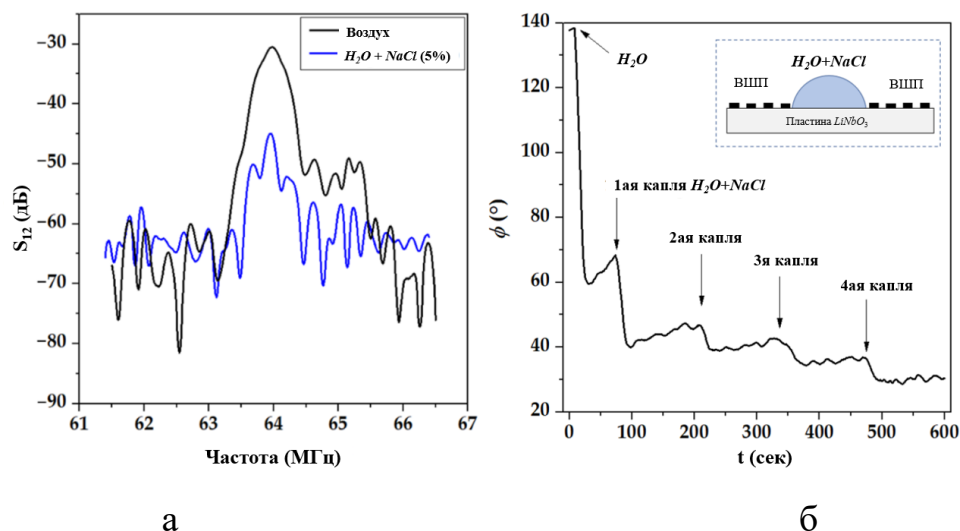 −30
−40
−50
−60
−70
−80
−90
S₁₂ (дБ)
Воздух
H₂O + NaCl (5%)
61 62 63 64 65 66 67
Частота (МГц)
а
140
120
100
80
60
40
20
ϕ (°)
H₂O
H₂O+NaCl
ВШП ВШП
Пластина LiNbO₃
1ая капля H₂O+NaCl
2ая капля
3я капля
4ая капля
0 100 200 300 400 500 600
t (сек)
б